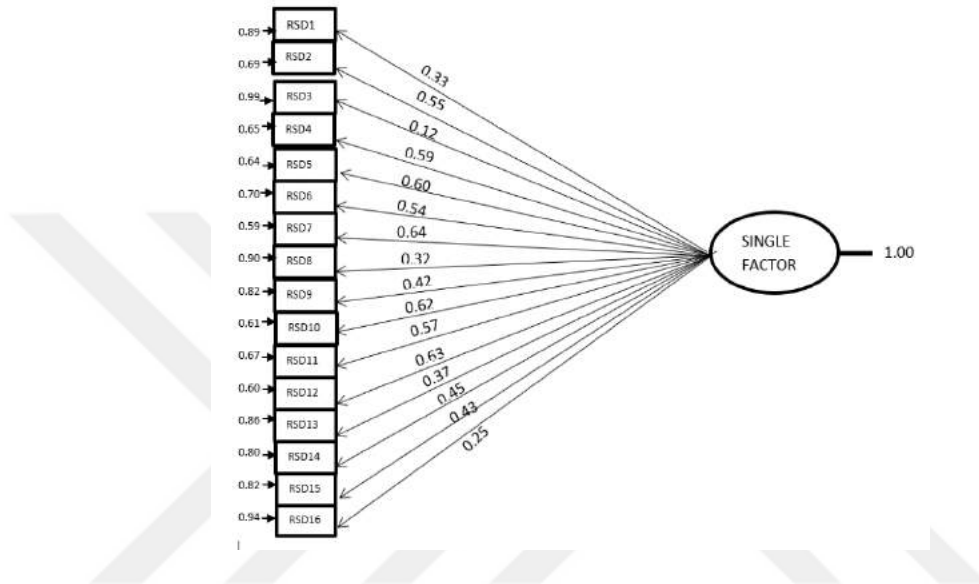 0.89 RSD1
0.69 RSD2
0.99 RSD3
0.65 RSD4
0.64 RSD5
0.70 RSD6
0.59 RSD7
0.90 RSD8
0.82 RSD9
0.61 RSD10
0.67 RSD11
0.60 RSD12
0.86 RSD13
0.80 RSD14
0.82 RSD15
0.94 RSD16
0.33
0.55
0.12
0.59
0.60
0.54
0.64
0.32
0.42
0.62
0.57
0.63
0.37
0.45
0.43
0.25
SINGLE
FACTOR
1.00